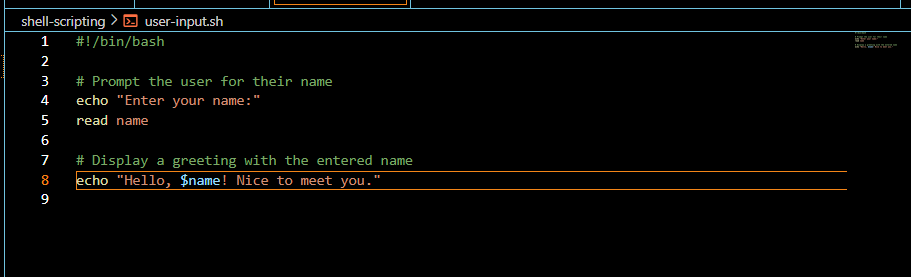 shell-scripting > user-input.sh
1 #!/bin/bash
2
3 # Prompt the user for their name
4 echo "Enter your name:"
5 read name
6
7 # Display a greeting with the entered name
8 echo "Hello, $name! Nice to meet you."
9